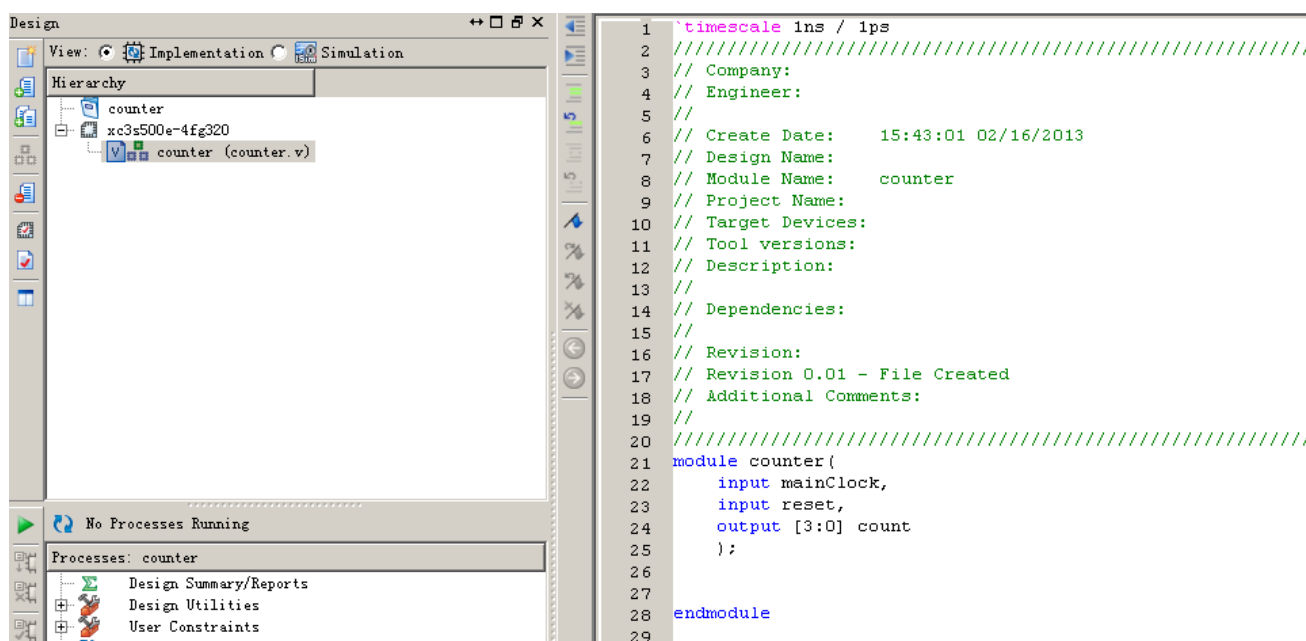 Design
View: Implementation Simulation
Hierarchy
counter
xc3s500e-4fg320
counter (counter.v)
No Processes Running
Processes: counter
Design Summary/Reports
Design Utilities
User Constraints
1 `timescale 1ns / 1ps
2 ////////////////////////////////////////////////////////////
3 // Company:
4 // Engineer:
5 //
6 // Create Date:    15:43:01 02/16/2013
7 // Design Name:
8 // Module Name:    counter
9 // Project Name:
10 // Target Devices:
11 // Tool versions:
12 // Description:
13 //
14 // Dependencies:
15 //
16 // Revision:
17 // Revision 0.01 - File Created
18 // Additional Comments:
19 //
20 ////////////////////////////////////////////////////////////
21 module counter(
22     input mainClock,
23     input reset,
24     output [3:0] count
25     );
26
27
28 endmodule
29